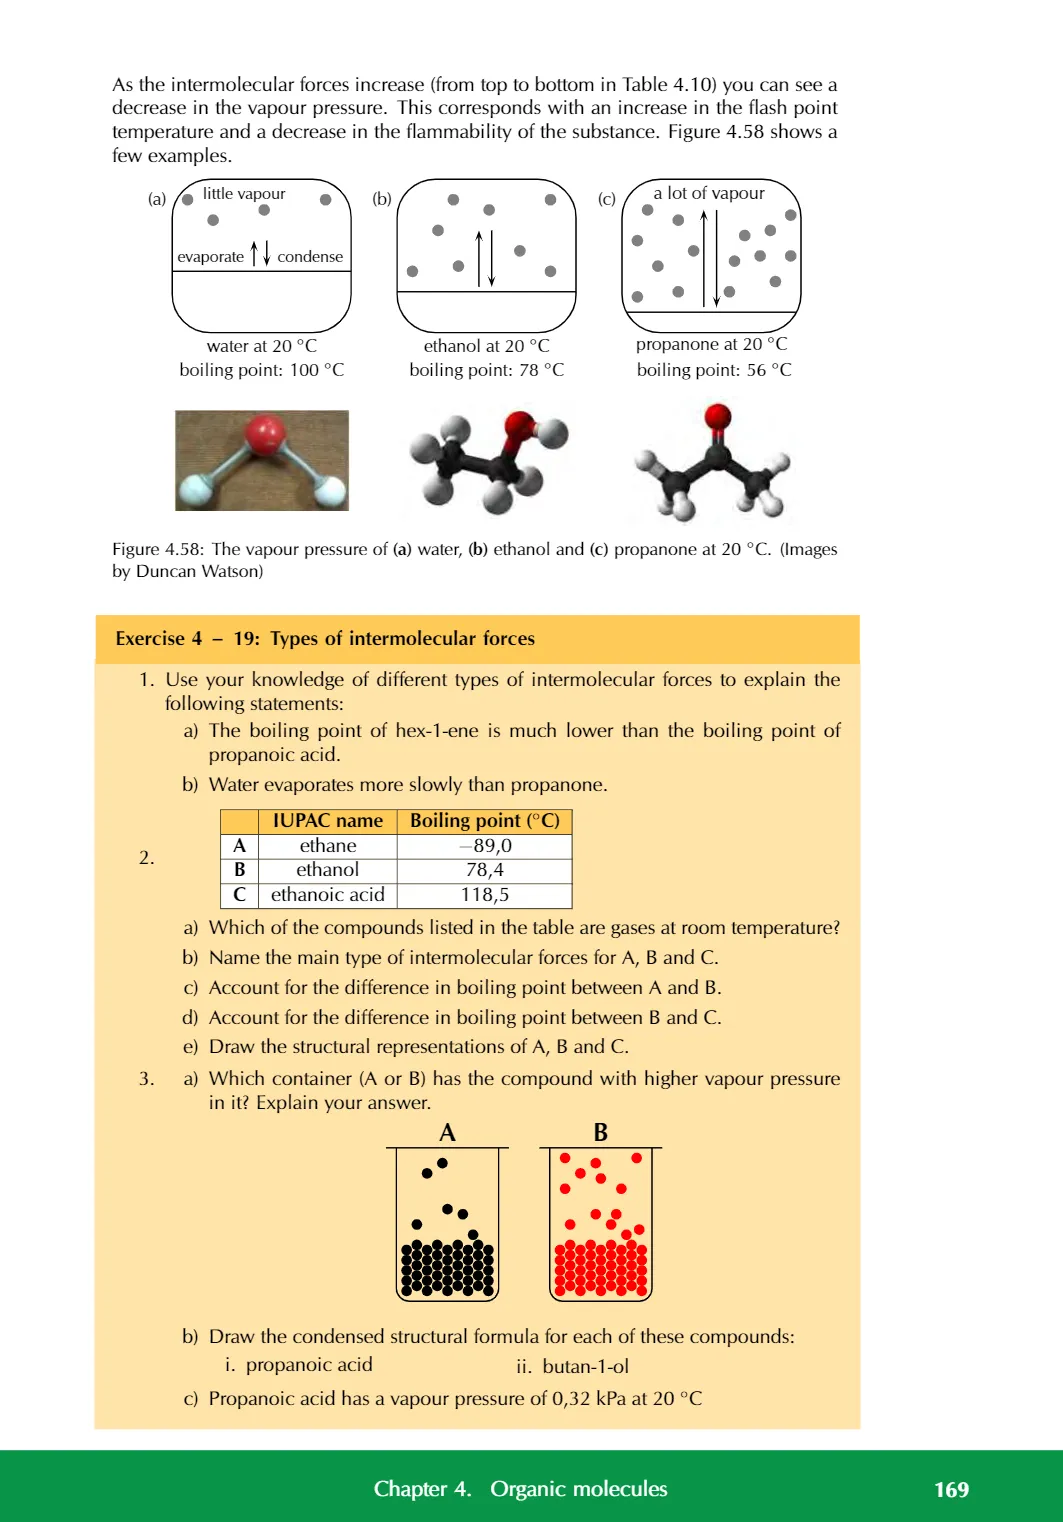 As the intermolecular forces increase (from top to bottom in Table 4.10) you can see a
decrease in the vapour pressure. This corresponds with an increase in the flash point
temperature and a decrease in the flammability of the substance. Figure 4.58 shows a
few examples.
(a) little vapour (b) (c) a lot of vapour
evaporate condense
water at 20 °C ethanol at 20 °C propanone at 20 °C
boiling point: 100 °C boiling point: 78 °C boiling point: 56 °C
Figure 4.58: The vapour pressure of (a) water, (b) ethanol and (c) propanone at 20 °C. (Images
by Duncan Watson)
Exercise 4 – 19: Types of intermolecular forces
1. Use your knowledge of different types of intermolecular forces to explain the
following statements:
a) The boiling point of hex-1-ene is much lower than the boiling point of
propanoic acid.
b) Water evaporates more slowly than propanone.
2.
IUPAC name Boiling point (°C)
A ethane −89,0
B ethanol 78,4
C ethanoic acid 118,5
a) Which of the compounds listed in the table are gases at room temperature?
b) Name the main type of intermolecular forces for A, B and C.
c) Account for the difference in boiling point between A and B.
d) Account for the difference in boiling point between B and C.
e) Draw the structural representations of A, B and C.
3. a) Which container (A or B) has the compound with higher vapour pressure
in it? Explain your answer.
A B
b) Draw the condensed structural formula for each of these compounds:
i. propanoic acid ii. butan-1-ol
c) Propanoic acid has a vapour pressure of 0,32 kPa at 20 °C
Chapter 4. Organic molecules 169